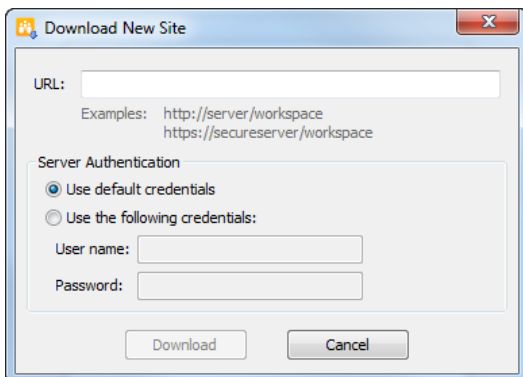 Download New Site
URL:
Examples: http://server/workspace
https://secureserver/workspace
Server Authentication
Use default credentials
Use the following credentials:
User name:
Password:
Download Cancel